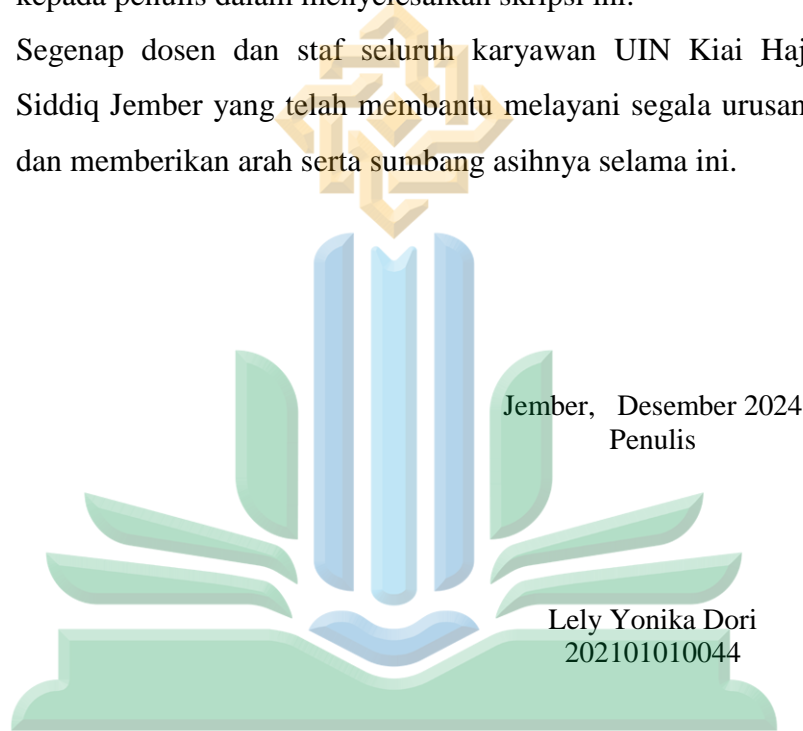 kepada penulis dalam menyelesaikan skripsi ini.
Segenap dosen dan staf seluruh karyawan UIN Kiai Haj
Siddiq Jember yang telah membantu melayani segala urusan
dan memberikan arah serta sumbang asihnya selama ini.
Jember, Desember 2024
Penulis
Lely Yonika Dori
202101010044